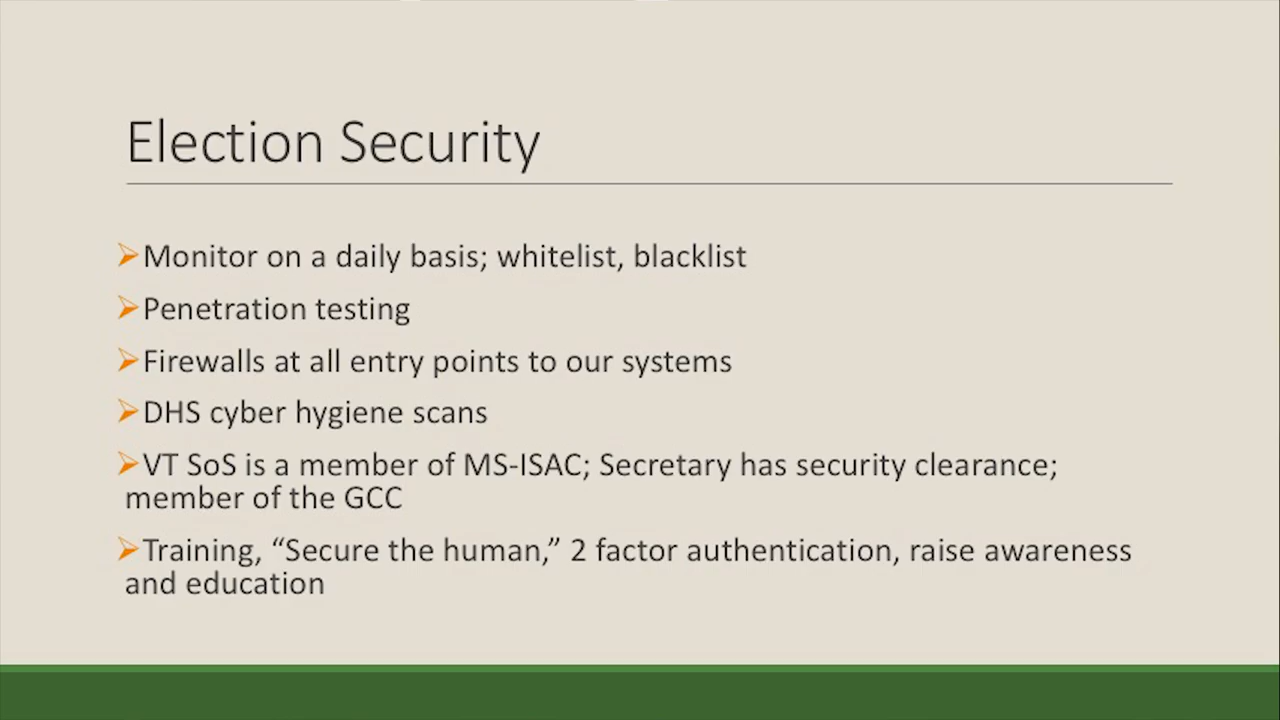 Election Security
Monitor on a daily basis; whitelist, blacklist
Penetration testing
Firewalls at all entry points to our systems
DHS cyber hygiene scans
VT SoS is a member of MS-ISAC; Secretary has security clearance;
member of the GCC
Training, “Secure the human,” 2 factor authentication, raise awareness
and education